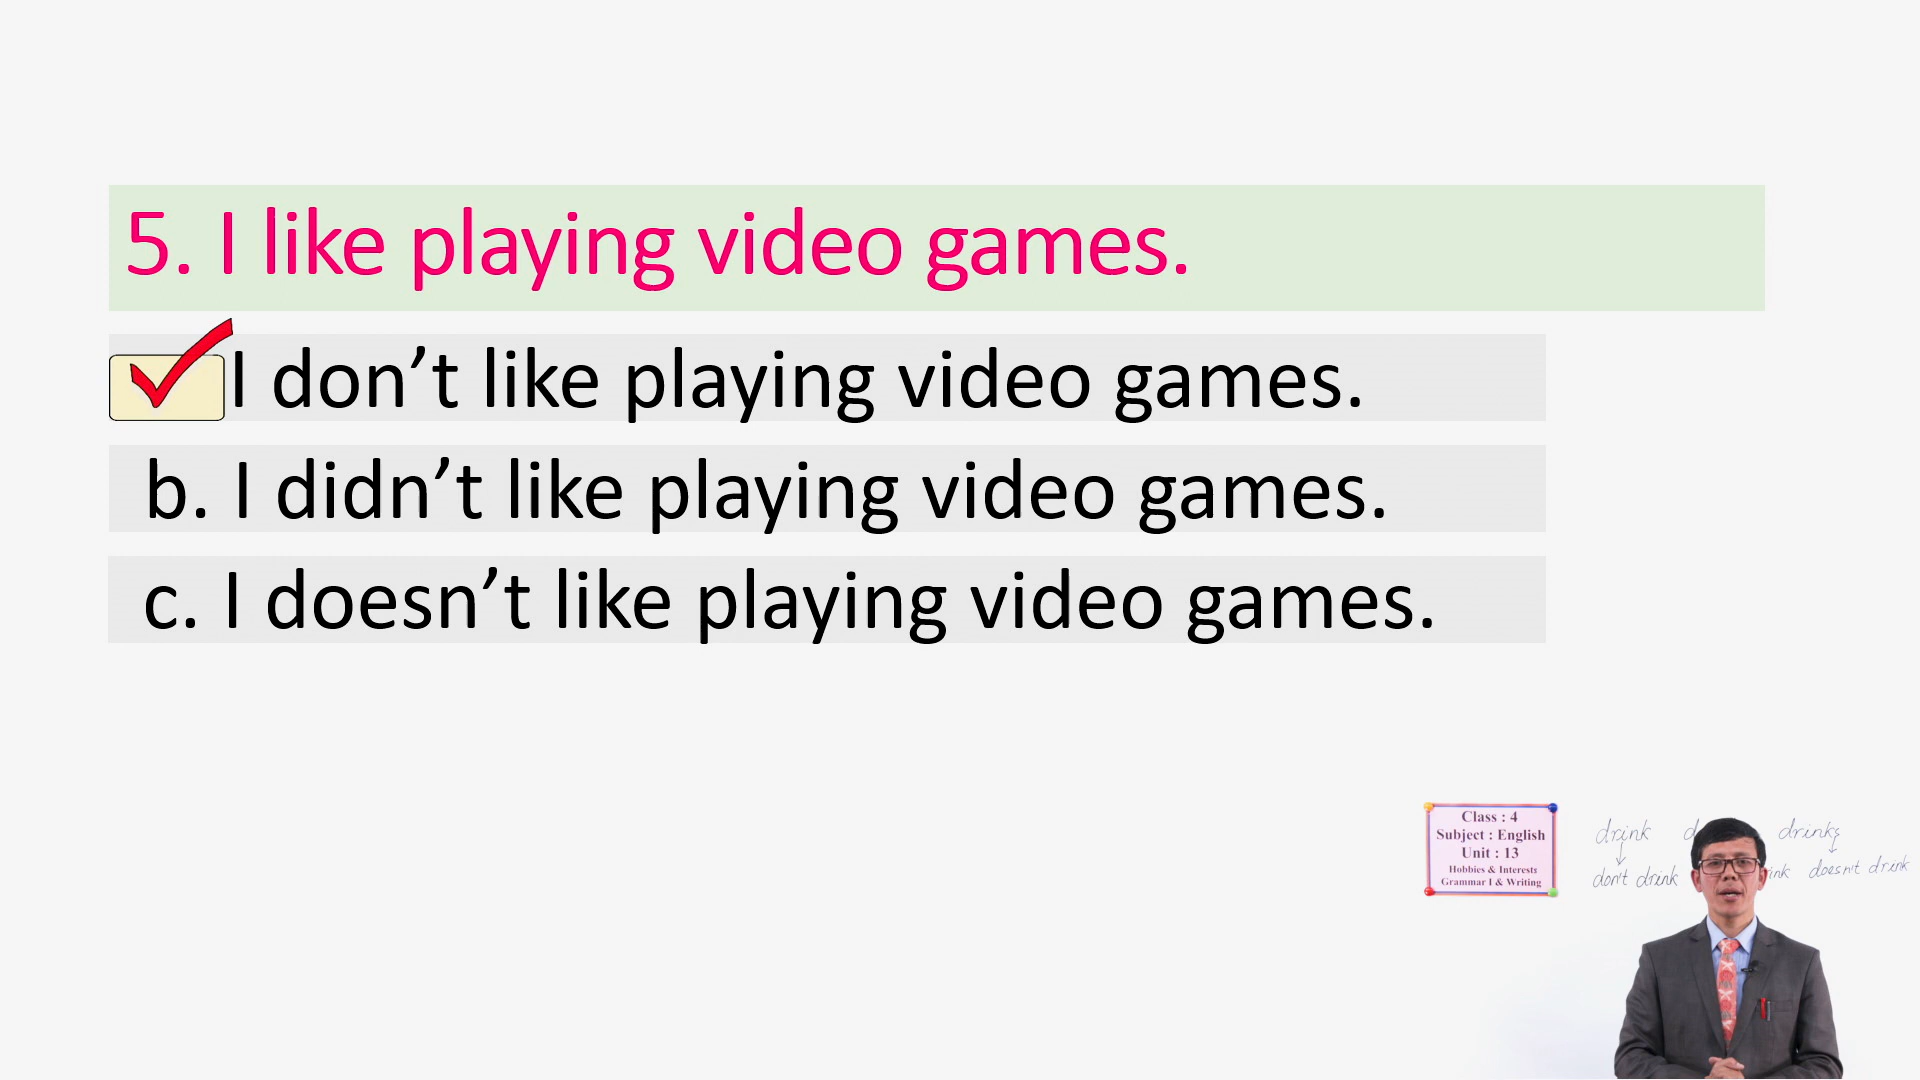 5. I like playing video games.
I don’t like playing video games.
b. I didn’t like playing video games.
c. I doesn’t like playing video games.
Class : 4
Subject : English
Unit : 13
Hobbies & Interests
Grammar I & Writing
drink drinks
don't drink doesn't drink